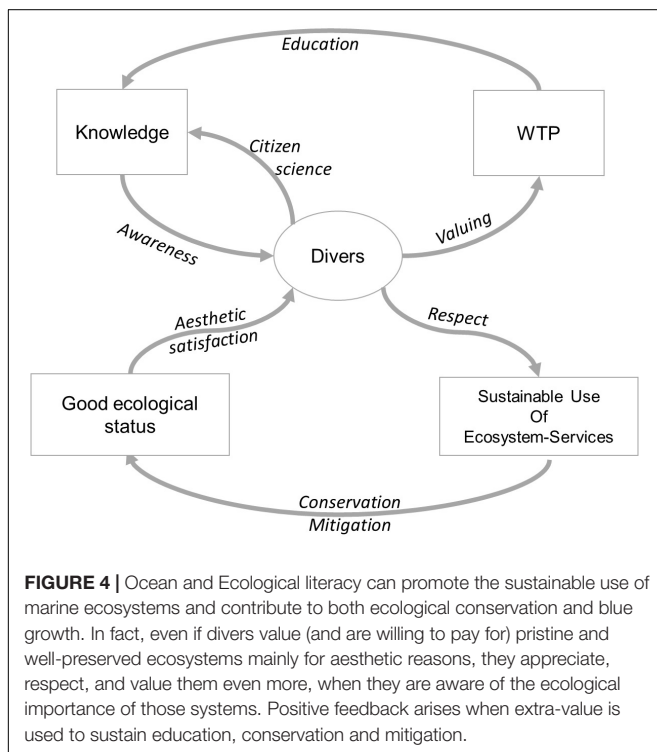 Education
Knowledge
WTP
Citizen
science
Awareness
Valuing
Divers
Aesthetic
satisfaction
Respect
Good ecological
status
Sustainable Use
Of
Ecosystem-Services
Conservation
Mitigation
FIGURE 4 | Ocean and Ecological literacy can promote the sustainable use of
marine ecosystems and contribute to both ecological conservation and blue
growth. In fact, even if divers value (and are willing to pay for) pristine and
well-preserved ecosystems mainly for aesthetic reasons, they appreciate,
respect, and value them even more, when they are aware of the ecological
importance of those systems. Positive feedback arises when extra-value is
used to sustain education, conservation and mitigation.